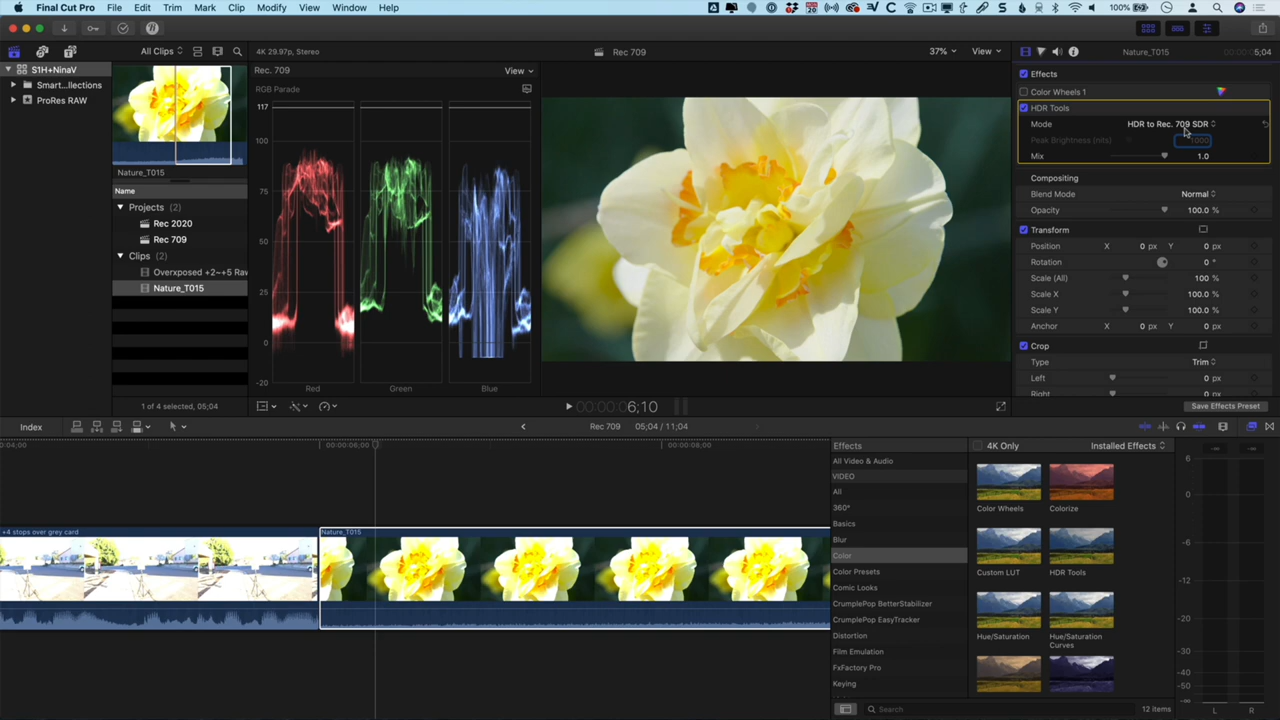 Final Cut Pro File Edit Trim Mark Clip Modify View Window Help 100%
All Clips
4K 29.97p, Stereo
Rec 709
37% View
Nature_T015
5;04
S1H+NinaV
Smart...llections
ProRes RAW
Nature_T015
Name
Projects (2)
Rec 2020
Rec 709
Clips (2)
Overexposed +2~+5 Raw
Nature_T015
1 of 4 selected, 05;04
Rec. 709
View
RGB Parade
117
100
75
50
25
0
-20
Red Green Blue
00:00:00;06;10
Effects
Color Wheels 1
HDR Tools
Mode HDR to Rec. 709 SDR
Peak Brightness (nits) 1000
Mix 1.0
Compositing
Blend Mode Normal
Opacity 100.0 %
Transform
Position X 0 px Y 0 px
Rotation 0 °
Scale (All) 100 %
Scale X 100.0 %
Scale Y 100.0 %
Anchor X 0 px Y 0 px
Crop
Type Trim
Left 0 px
Right 0 px
Save Effects Preset
Index
Rec 709 05;04 / 11;04
00:00:06;00
00:00:08;00
+4 stops over grey card
Nature_T015
Effects
4K Only
Installed Effects
All Video & Audio
VIDEO
All
360°
Basics
Blur
Color
Color Presets
Comic Looks
CrumplePop BetterStabilizer
CrumplePop EasyTracker
Distortion
Film Emulation
FxFactory Pro
Keying
Color Wheels
Colorize
Custom LUT
HDR Tools
Hue/Saturation
Hue/Saturation Curves
Search
12 items
6
0
-6
-12
-20
-30
-40
-50
-∞ -∞
L R